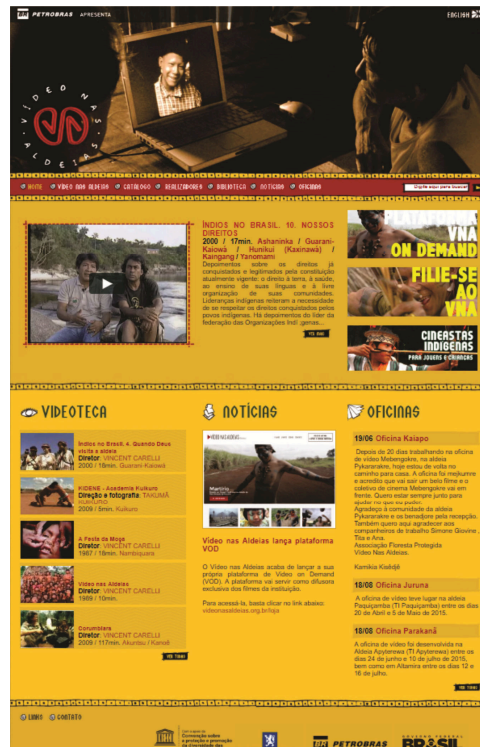 BR PETROBRAS APRESENTA
ENGLISH
VÍDEO NAS ALDEIAS
HOME
VÍDEO NAS ALDEIAS
CATÁLOGO
REALIZADORES
BIBLIOTECA
NOTÍCIAS
OFICINAS
Digite aqui para buscar
ÍNDIOS NO BRASIL. 10. NOSSOS
DIREITOS
2000 / 17min. Ashaninka / Guarani-
Kaiowá / Hunikui (Kaxinawá) /
Kaingang / Yanomami
Depoimentos sobre os direitos já
conquistados e legitimados pela constituição
atualmente vigente: o direito à terra, à saúde,
ao ensino de suas línguas e à livre
organização de suas comunidades.
Lideranças indígenas reiteram a necessidade
de se respeitar os direitos conquistados pelos
povos indígenas. Há depoimentos do líder da
federação das Organizações Indígenas...
PLATAFORMA
VNA
ON DEMAND
FILIE-SE
AO
VNA
CINEASTAS
INDÍGENAS
PARA JOVENS E CRIANÇAS
VIDEOTECA
Índios no Brasil. 4. Quando Deus
visita a aldeia
Diretor: VINCENT CARELLI
2000 / 18min. Guarani-Kaiowá
KIDENE - Academia Kuikuro
Direção e fotografia: TAKUMÃ
KUIKURO
2009 / 5min. Kuikuro
A Festa da Moça
Diretor: VINCENT CARELLI
1987 / 18min. Nambiquara
Vídeo nas Aldeias
Diretor: VINCENT CARELLI
1989 / 10min.
Corumbiara
Diretor: VINCENT CARELLI
2009 / 117min. Akuntsu / Kanoê
NOTÍCIAS
Vídeo nas Aldeias lança plataforma
VOD
O Vídeo nas Aldeias acaba de lançar a sua
própria plataforma de Vídeo on Demand
(VOD). A plataforma vai servir como difusora
exclusiva dos filmes da instituição.
Para acessá-la, basta clicar no link abaixo:
videonasaldeias.org.br/loja
OFICINAS
19/06 Oficina Kaiapo
Depois de 20 dias trabalhando na oficina
de vídeo Mebengokre, na aldeia
Pykararakre, hoje estou de volta no
caminho para casa. A oficina foi mejkumre
e acredito que vai sair um belo filme e o
coletivo de cinema Mebengokre vai em
frente. Quero estar sempre junto para
ajudar no que eu puder.
Agradeço à comunidade da aldeia
Pykararakre e os benadjore pela recepção.
Também quero aqui agradecer aos
companheiros de trabalho Simone Giovine,
Tita e Ana.
Associação Floresta Protegida
Vídeo Nas Aldeias.
Kamikia Kisêdjê
18/08 Oficina Juruna
A oficina de vídeo teve lugar na aldeia
Paquiçamba (TI Paquiçamba) entre os dias
20 de Abril e 5 de Maio de 2015.
18/08 Oficina Parakanã
A oficina de vídeo foi desenvolvida na
Aldeia Apyterewa (TI Apyterewa) entre os
dias 24 de junho e 10 de julho de 2015,
bem como em Altamira entre os dias 12 e
16 de julho.
LINKS
CONTATO
BR PETROBRAS
BRASIL